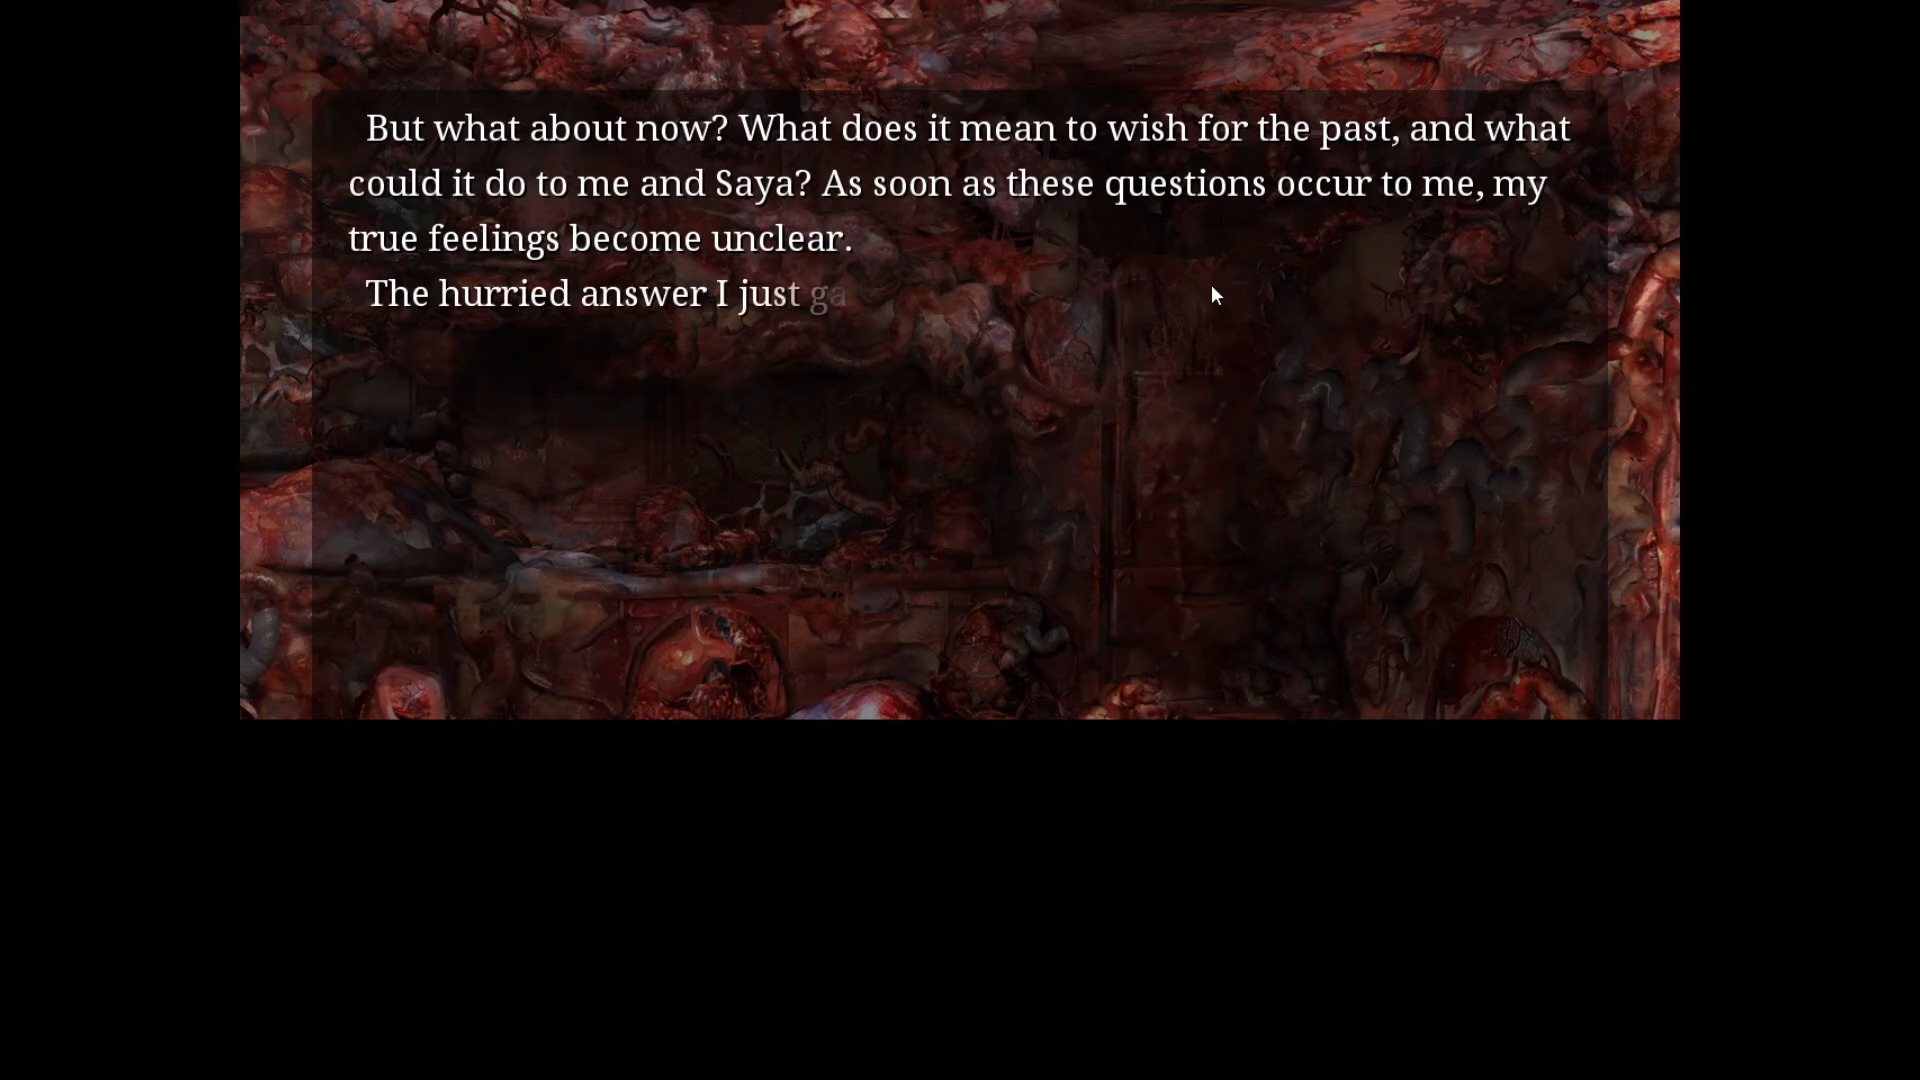 But what about now? What does it mean to wish for the past, and what
could it do to me and Saya? As soon as these questions occur to me, my
true feelings become unclear.
The hurried answer I just ga